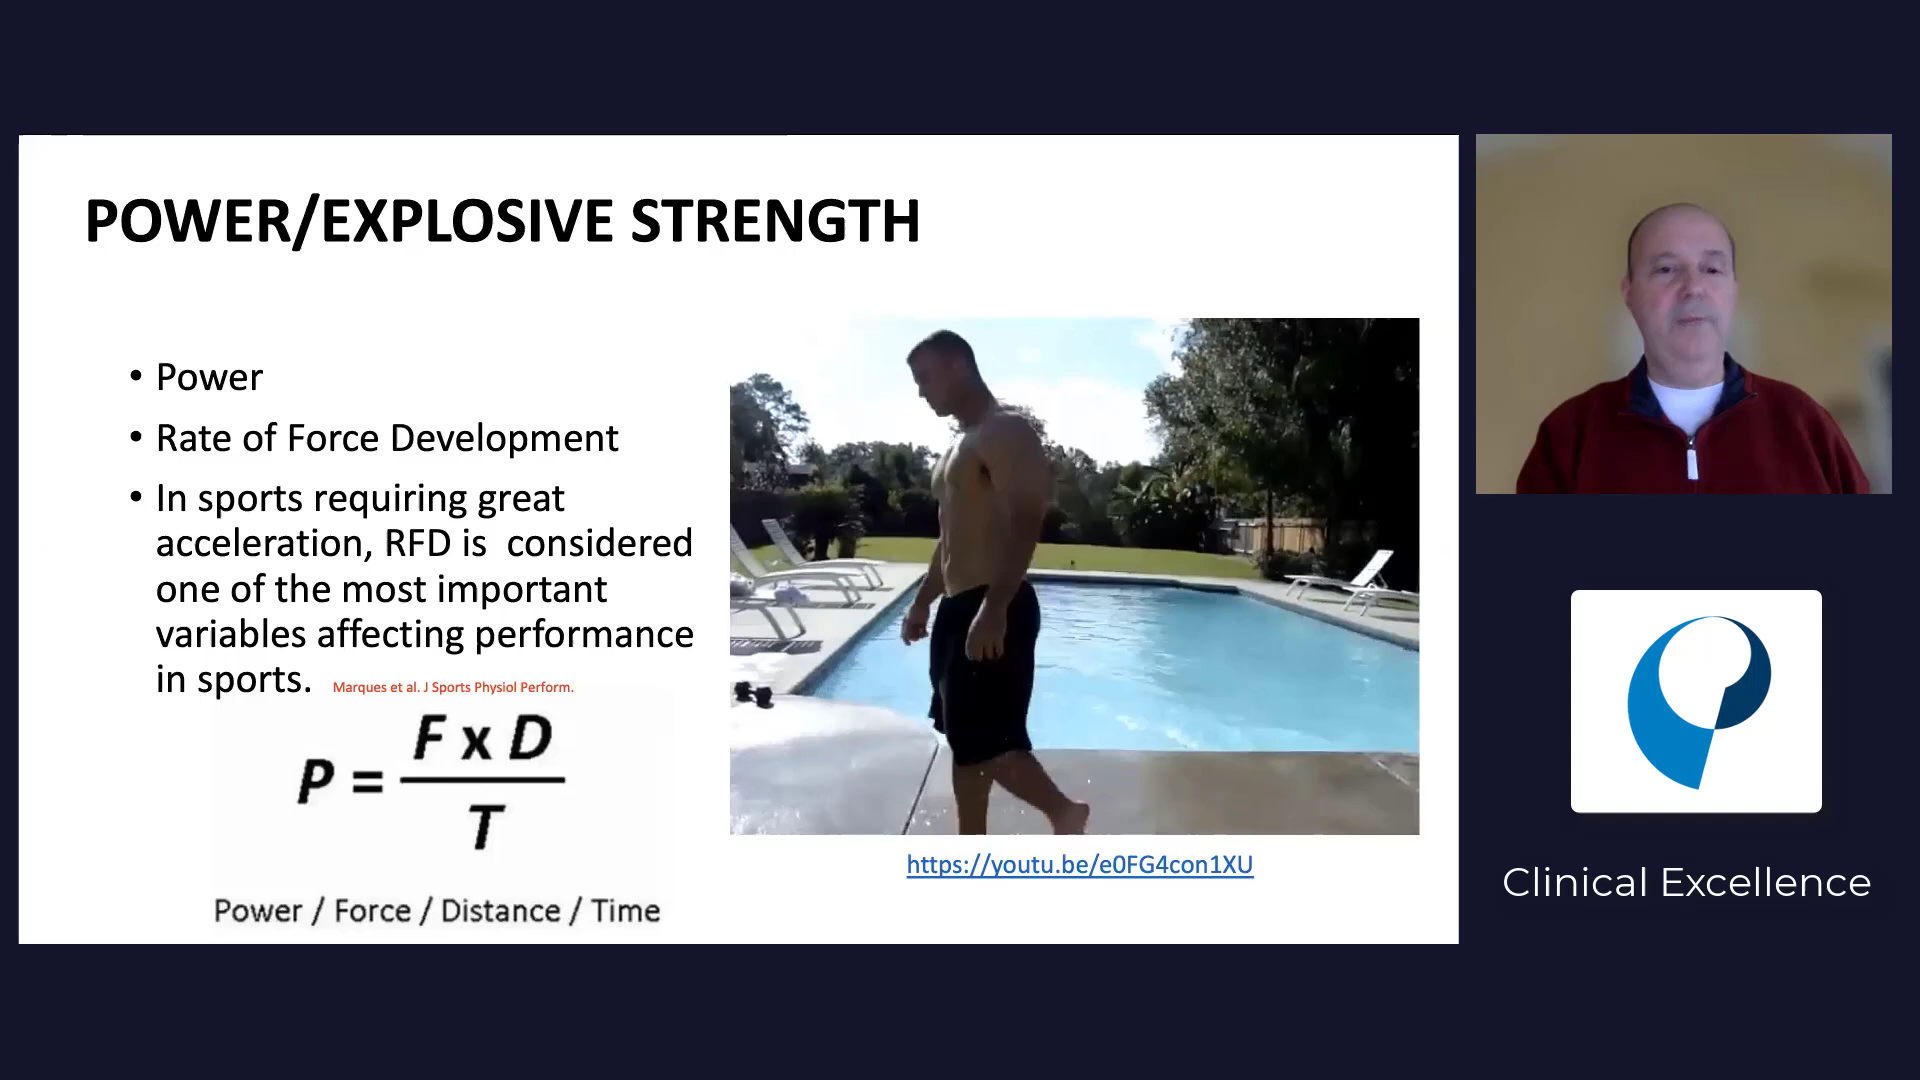 POWER/EXPLOSIVE STRENGTH
• Power
• Rate of Force Development
• In sports requiring great
acceleration, RFD is considered
one of the most important
variables affecting performance
in sports. Marques et al. J Sports Physiol Perform.
P = F x D
T
Power / Force / Distance / Time
https://youtu.be/e0FG4con1XU
Clinical Excellence